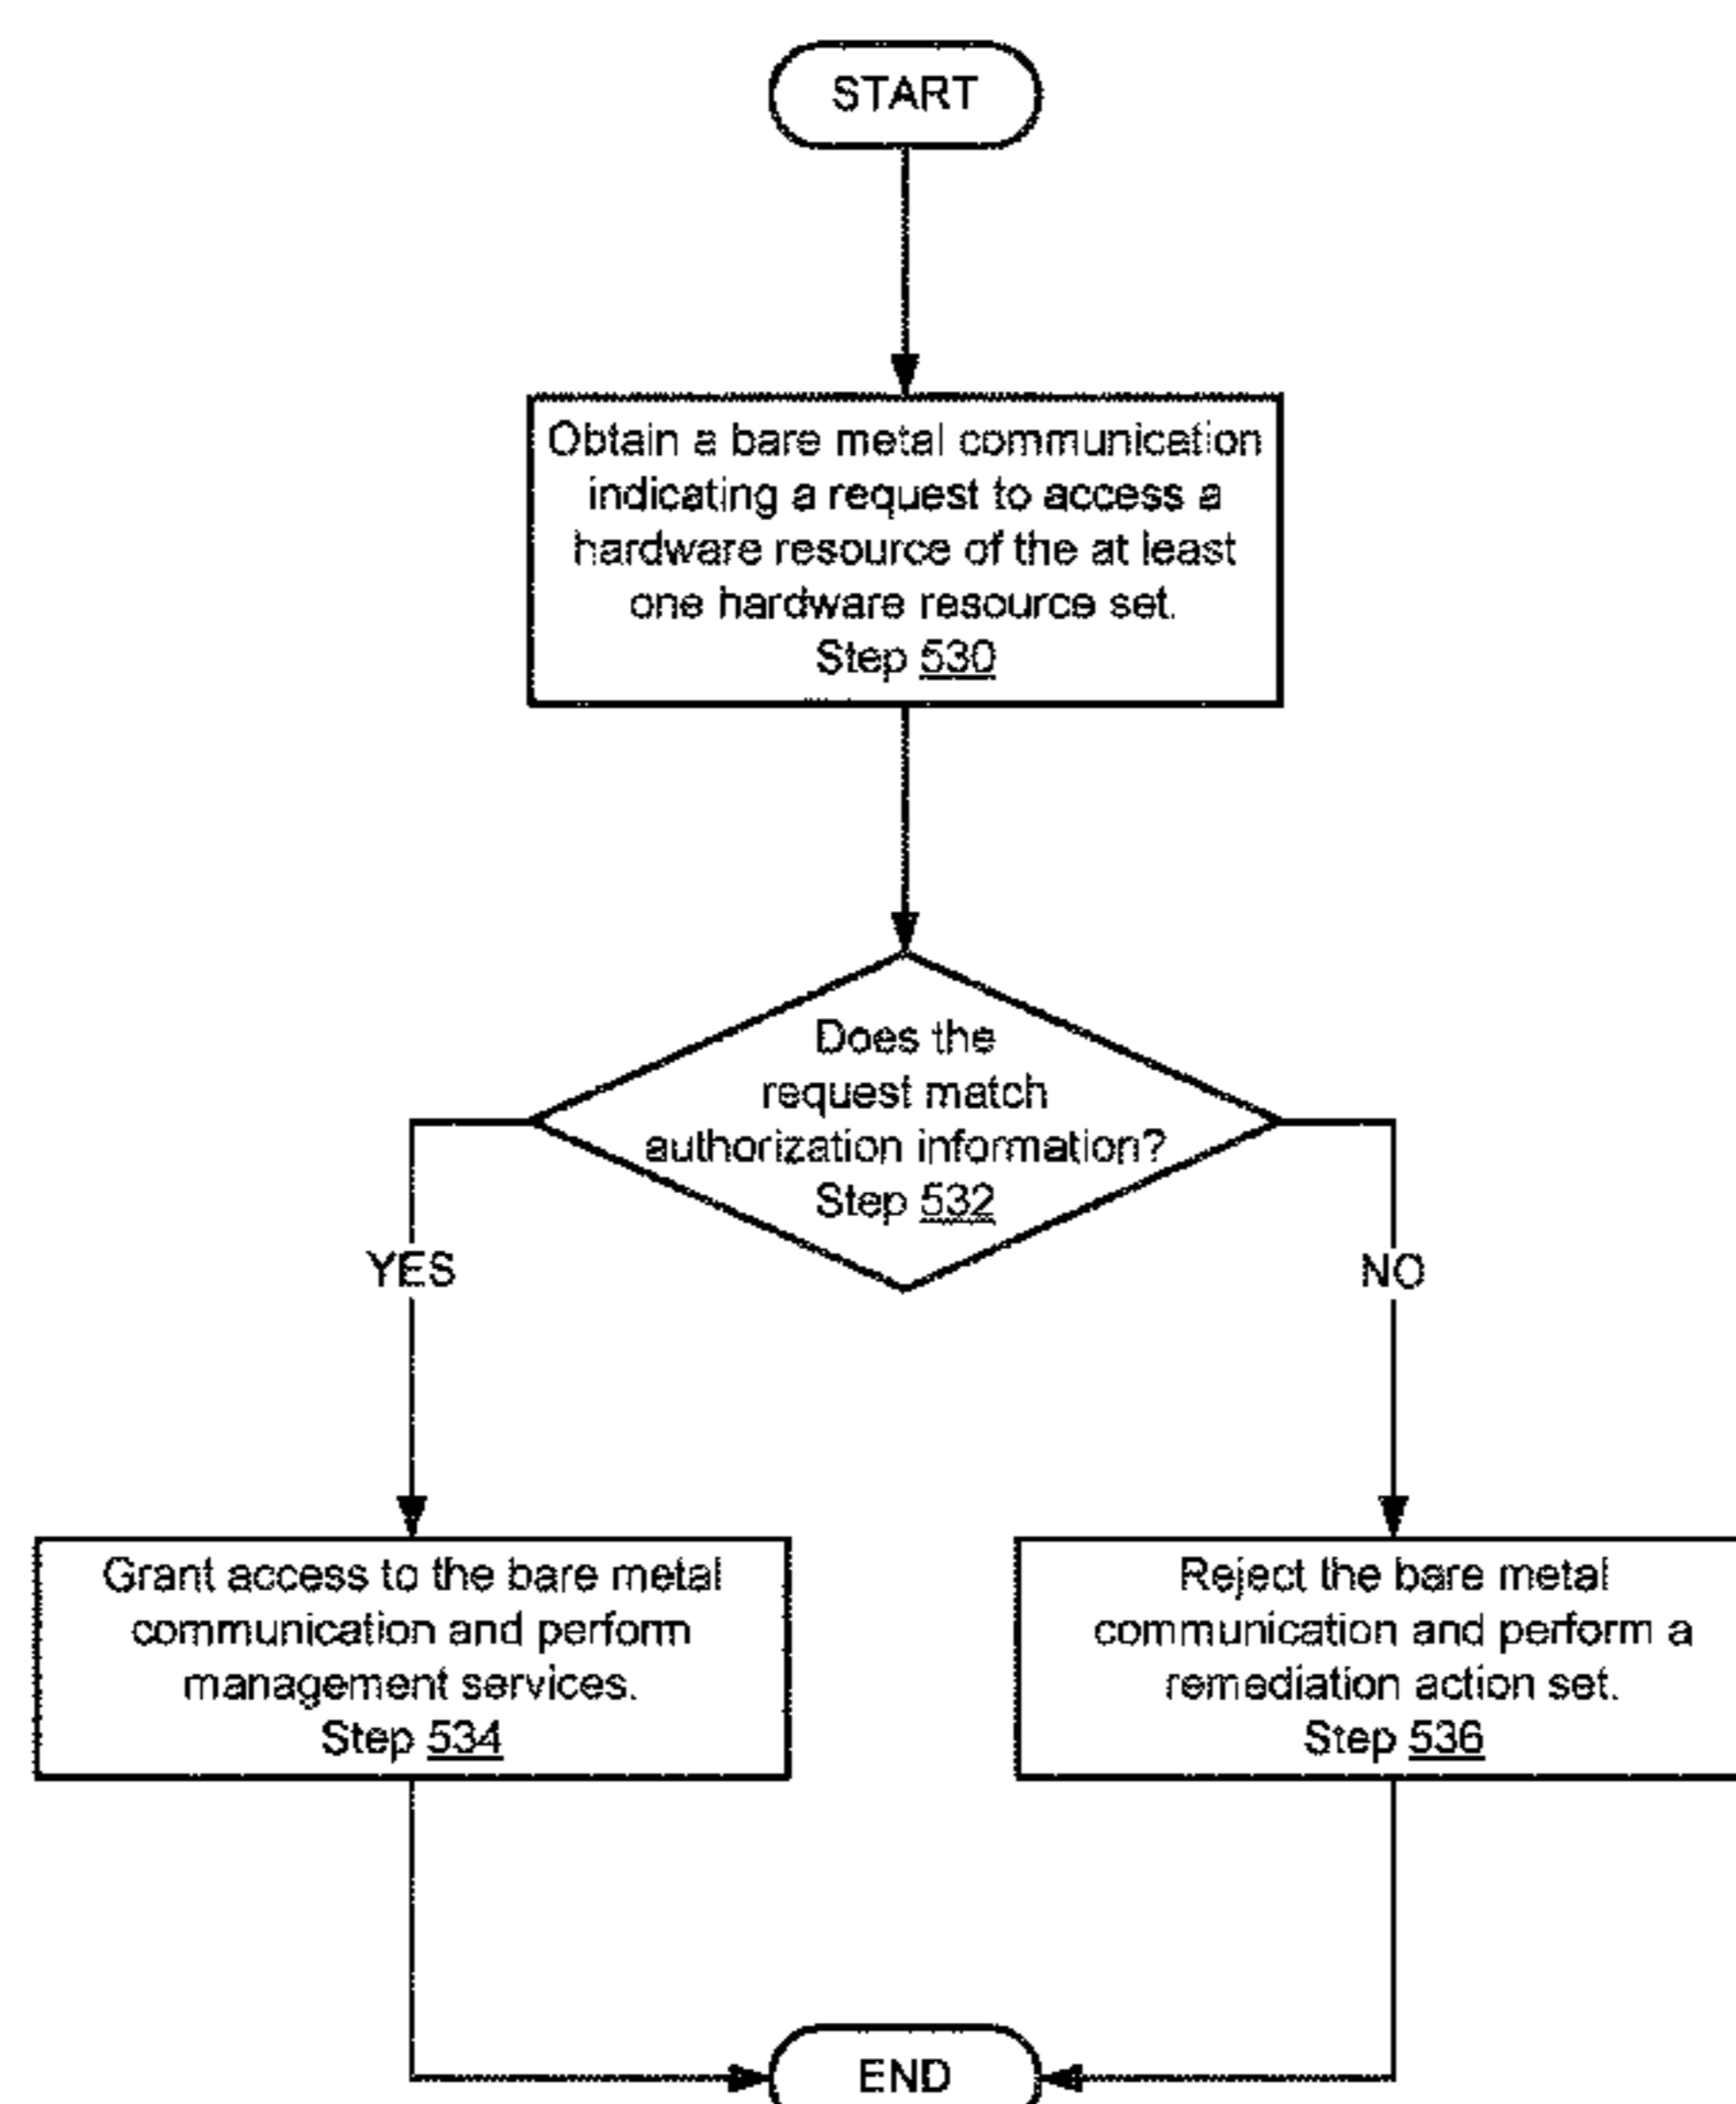 START
Obtain a bare metal communication
indicating a request to access a
hardware resource of the at least
one hardware resource set.
Step 530
Does the
request match
authorization information?
Step 532
YES
NO
Grant access to the bare metal
communication and perform
management services.
Step 534
Reject the bare metal
communication and perform a
remediation action set.
Step 536
END